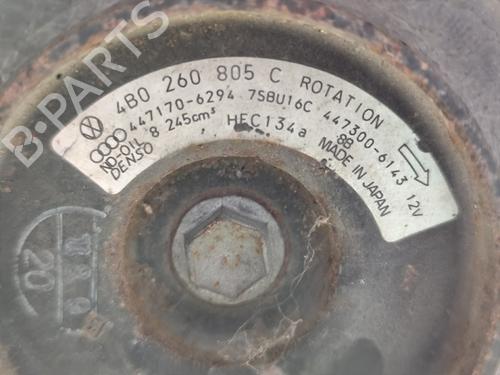 B-PARTS
4B0 260 805 C ROTATION
447170-6294 7SBU16C 447300-6143 12V
ND-OIL 8 245cm³ HFC134a 8B
DENSO MADE IN JAPAN
20